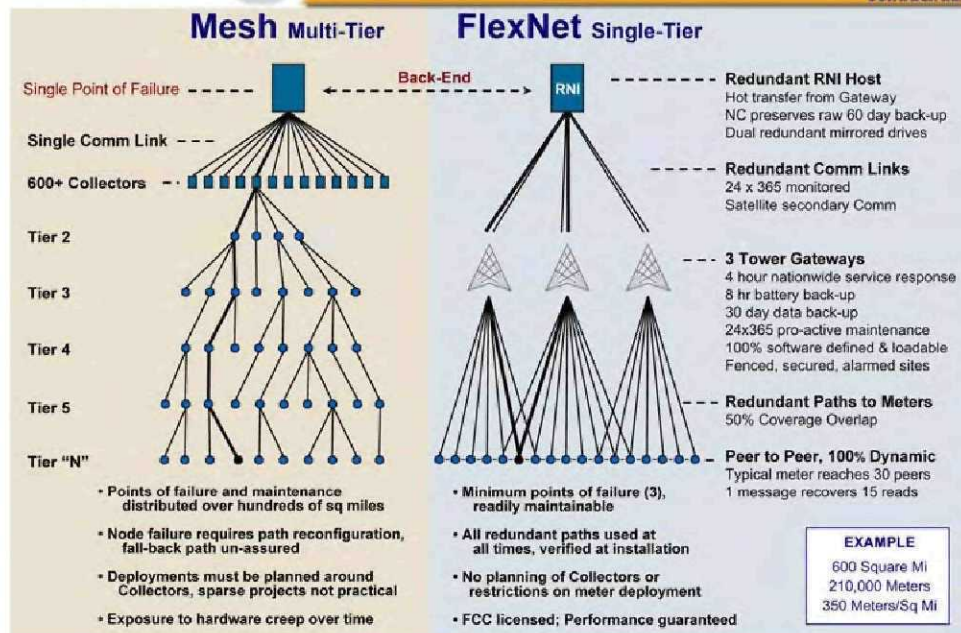 Mesh Multi-Tier
FlexNet Single-Tier
Single Point of Failure
Back-End
RNI
Single Comm Link
600+ Collectors
Tier 2
Tier 3
Tier 4
Tier 5
Tier "N"
Redundant RNI Host
Hot transfer from Gateway
NC preserves raw 60 day back-up
Dual redundant mirrored drives
Redundant Comm Links
24 x 365 monitored
Satellite secondary Comm
3 Tower Gateways
4 hour nationwide service response
8 hr battery back-up
30 day data back-up
24x365 pro-active maintenance
100% software defined & loadable
Fenced, secured, alarmed sites
Redundant Paths to Meters
50% Coverage Overlap
Peer to Peer, 100% Dynamic
Typical meter reaches 30 peers
1 message recovers 15 reads
• Points of failure and maintenance
distributed over hundreds of sq miles
• Node failure requires path reconfiguration,
fall-back path un-assured
• Deployments must be planned around
Collectors, sparse projects not practical
• Exposure to hardware creep over time
• Minimum points of failure (3),
readily maintainable
• All redundant paths used at
all times, verified at installation
• No planning of Collectors or
restrictions on meter deployment
• FCC licensed; Performance guaranteed
EXAMPLE
600 Square Mi
210,000 Meters
350 Meters/Sq Mi